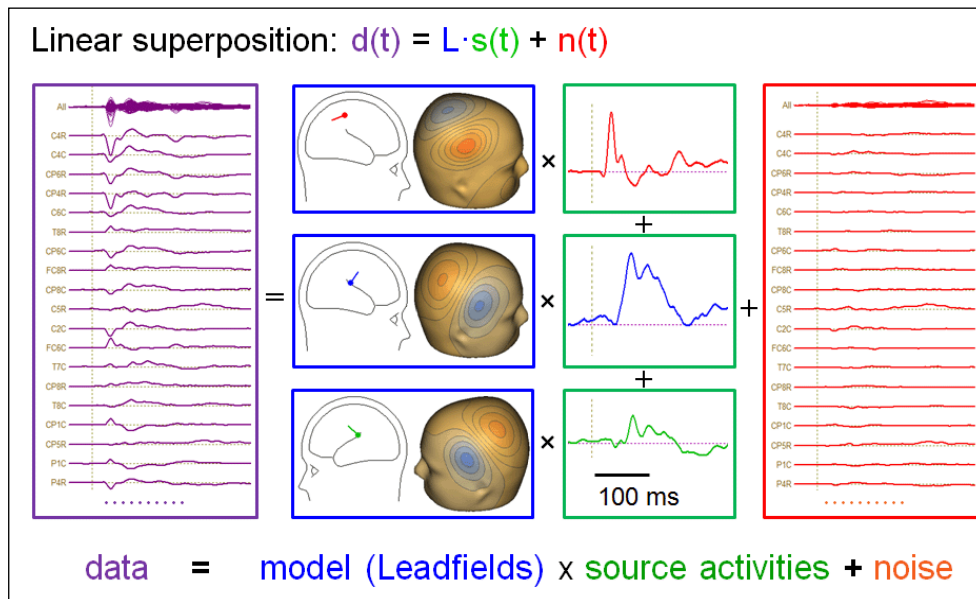 Linear superposition: d(t) = L·s(t) + n(t)
All
C4R
C4C
CP6R
CP4R
C6C
T8R
CP6C
FC8R
CP8C
C5R
C2C
FC6C
T7C
CP8R
T8C
CP1C
CP5R
P1C
P4R
=
×
+
×
+
×
100 ms
+
All
C4R
C4C
CP6R
CP4R
C6C
T8R
CP6C
FC8R
CP8C
C5R
C2C
FC6C
T7C
CP8R
T8C
CP1C
CP5R
P1C
P4R
data = model (Leadfields) x source activities + noise